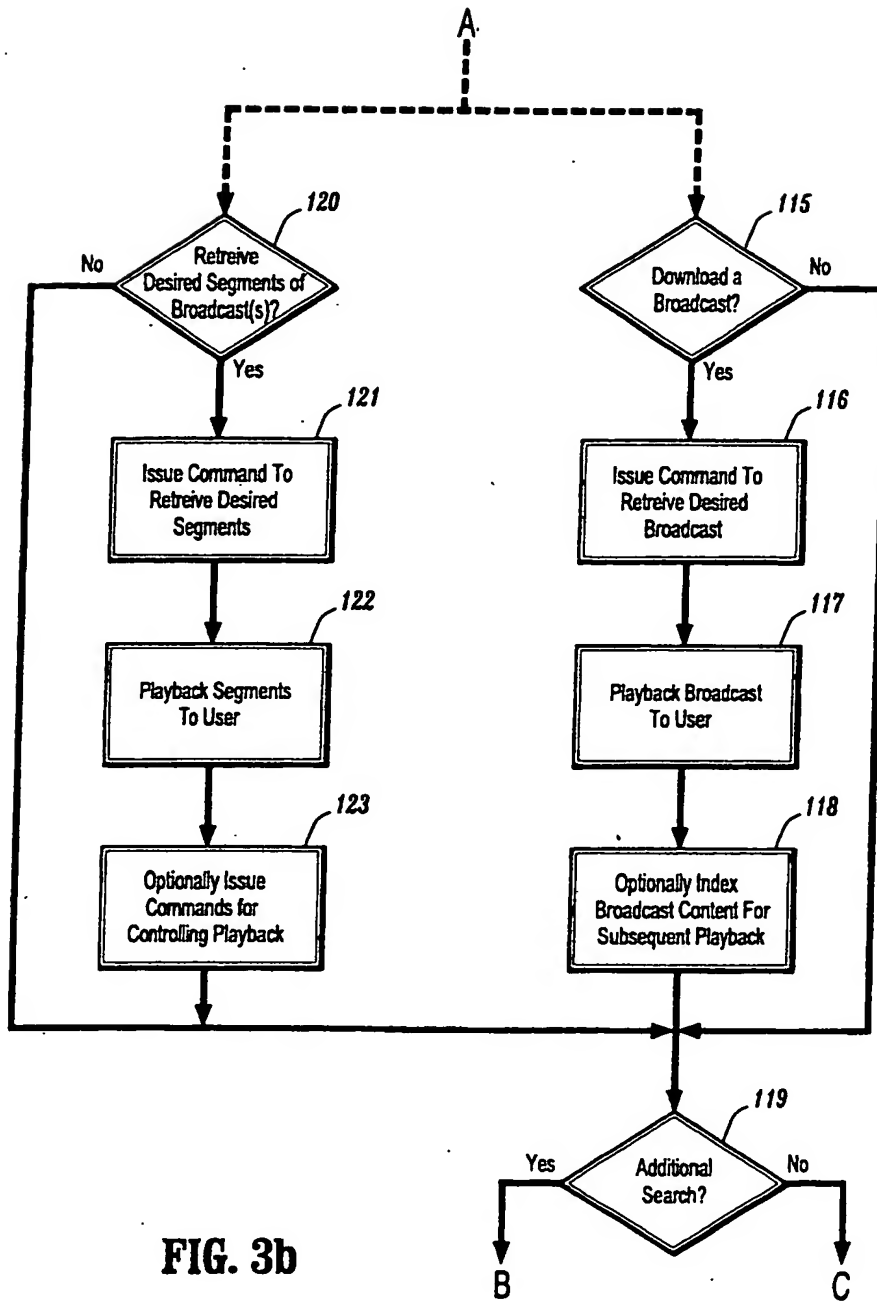 A
120
No
Retreive
Desired Segments of
Broadcast(s)?
Yes
121
Issue Command To
Retreive Desired
Segments
122
Playback Segments
To User
123
Optionally Issue
Commands for
Controlling Playback
115
Download a
Broadcast?
No
Yes
116
Issue Command To
Retreive Desired
Broadcast
117
Playback Broadcast
To User
118
Optionally Index
Broadcast Content For
Subsequent Playback
119
Yes
Additional
Search?
No
B
C
FIG. 3b